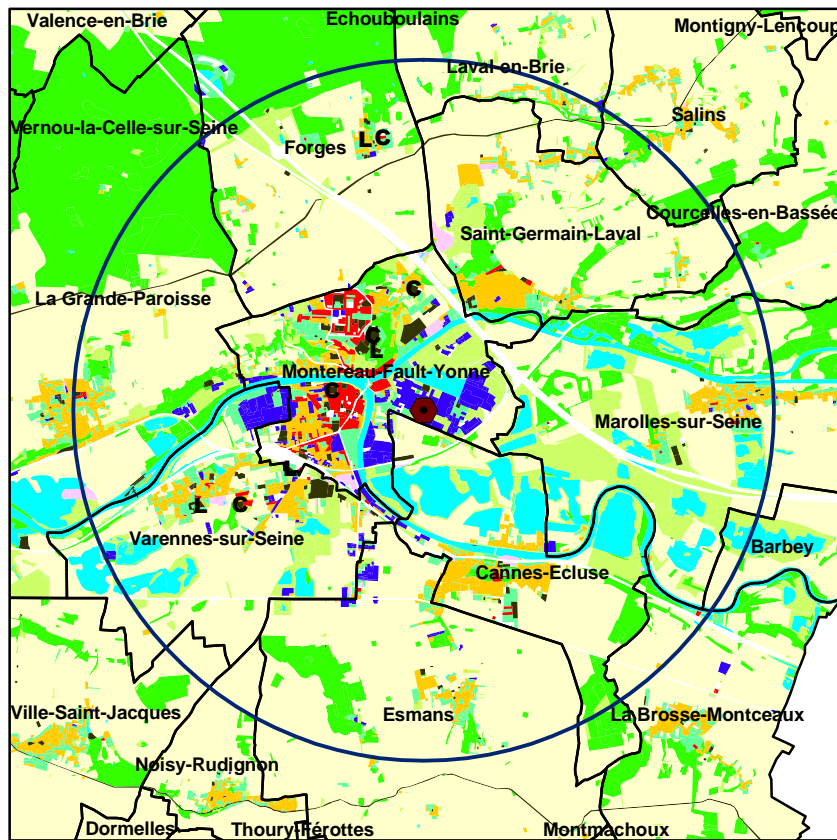 Valence-en-Brie
Echouboulains
Montigny-Lencoup
Laval-en-Brie
Salins
Vernou-la-Celle-sur-Seine
L C
Forges
Courcelles-en-Bassée
Saint-Germain-Laval
C
La Grande-Paroisse
C
L
Montereau-Fault-Yonne
C
Marolles-sur-Seine
L
L
C
Varennes-sur-Seine
Barbey
Cannes-Ecluse
Ville-Saint-Jacques
Esmans
La Brosse-Montceaux
Noisy-Rudignon
Dormelles
Thoury-Férottes
Montmachoux